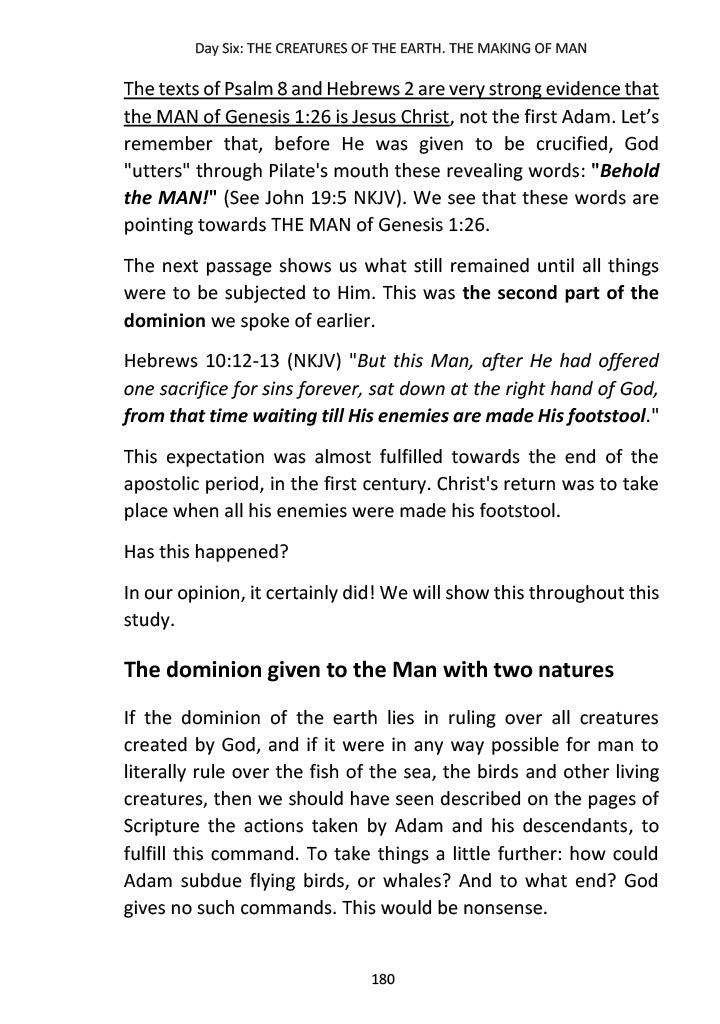 Day Six: THE CREATURES OF THE EARTH. THE MAKING OF MAN
The texts of Psalm 8 and Hebrews 2 are very strong evidence that
the MAN of Genesis 1:26 is Jesus Christ, not the first Adam. Let’s
remember that, before He was given to be crucified, God
"utters" through Pilate's mouth these revealing words: "Behold
the MAN!" (See John 19:5 NKJV). We see that these words are
pointing towards THE MAN of Genesis 1:26.
The next passage shows us what still remained until all things
were to be subjected to Him. This was the second part of the
dominion we spoke of earlier.
Hebrews 10:12-13 (NKJV) "But this Man, after He had offered
one sacrifice for sins forever, sat down at the right hand of God,
from that time waiting till His enemies are made His footstool."
This expectation was almost fulfilled towards the end of the
apostolic period, in the first century. Christ's return was to take
place when all his enemies were made his footstool.
Has this happened?
In our opinion, it certainly did! We will show this throughout this
study.
The dominion given to the Man with two natures
If the dominion of the earth lies in ruling over all creatures
created by God, and if it were in any way possible for man to
literally rule over the fish of the sea, the birds and other living
creatures, then we should have seen described on the pages of
Scripture the actions taken by Adam and his descendants, to
fulfill this command. To take things a little further: how could
Adam subdue flying birds, or whales? And to what end? God
gives no such commands. This would be nonsense.
180